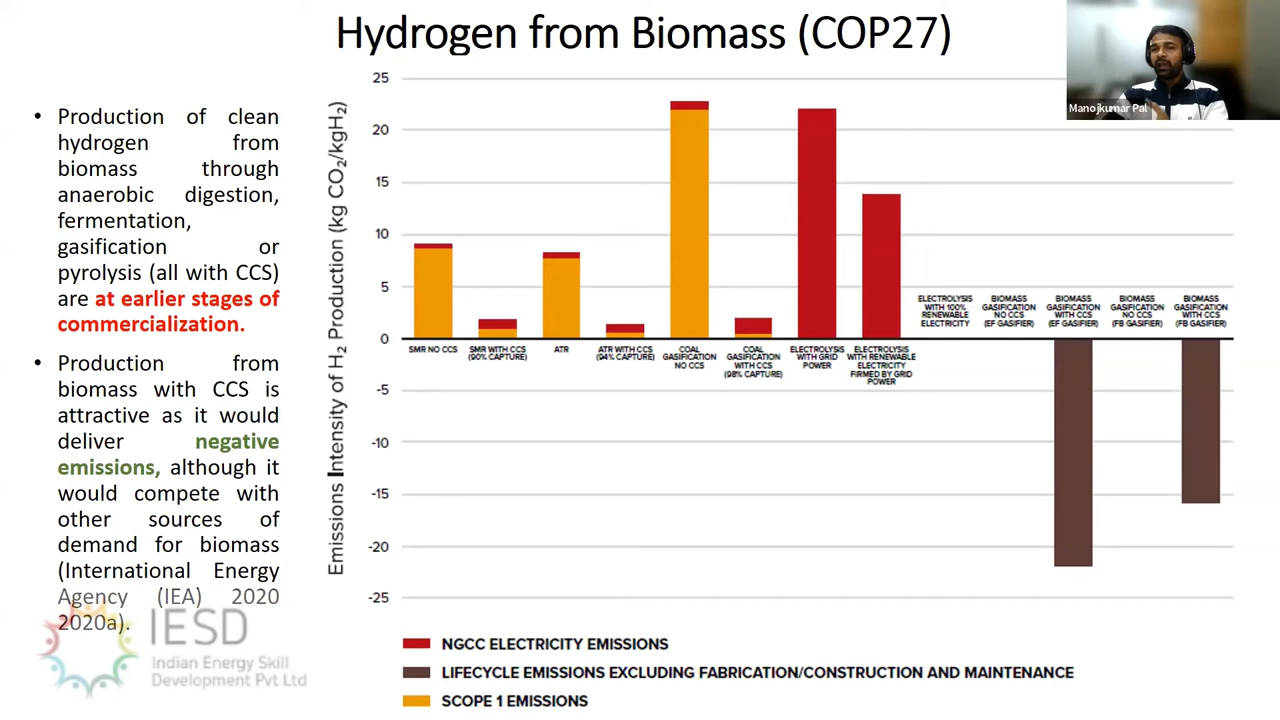 Hydrogen from Biomass (COP27)
Manojkumar Pal
• Production of clean
hydrogen from
biomass through
anaerobic digestion,
fermentation,
gasification or
pyrolysis (all with CCS)
are at earlier stages of
commercialization.
• Production from
biomass with CCS is
attractive as it would
deliver negative
emissions, although it
would compete with
other sources of
demand for biomass
(International Energy
Agency (IEA) 2020
2020a).
IESD
Indian Energy Skill
Development Pvt Ltd
Emissions Intensity of H₂ Production (kg CO₂/kgH₂)
25
20
15
10
5
0
-5
-10
-15
-20
-25
SMR NO CCS
SMR WITH CCS
(90% CAPTURE)
ATR
ATR WITH CCS
(94% CAPTURE)
COAL
GASIFICATION
NO CCS
COAL
GASIFICATION
WITH CCS
(98% CAPTURE)
ELECTROLYSIS
WITH GRID
POWER
ELECTROLYSIS
WITH RENEWABLE
ELECTRICITY
FIRMED BY GRID
POWER
ELECTROLYSIS
WITH 100%
RENEWABLE
ELECTRICITY
BIOMASS
GASIFICATION
NO CCS
(EF GASIFIER)
BIOMASS
GASIFICATION
WITH CCS
(EF GASIFIER)
BIOMASS
GASIFICATION
NO CCS
(FB GASIFIER)
BIOMASS
GASIFICATION
WITH CCS
(FB GASIFIER)
NGCC ELECTRICITY EMISSIONS
LIFECYCLE EMISSIONS EXCLUDING FABRICATION/CONSTRUCTION AND MAINTENANCE
SCOPE 1 EMISSIONS